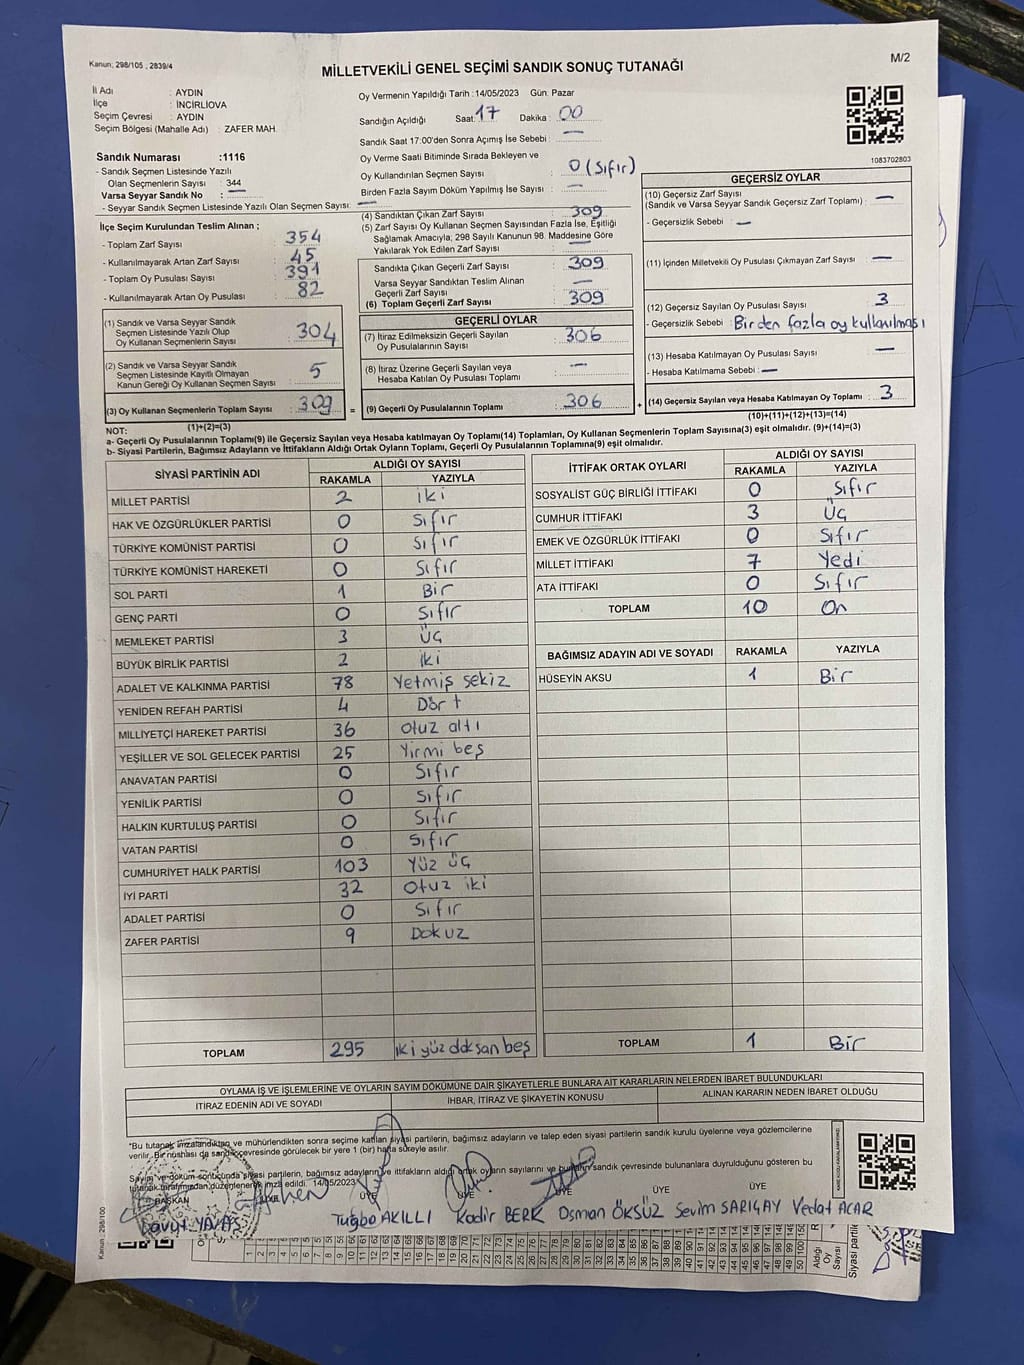 Kanun; 298/105 , 2839/4
M/2
MİLLETVEKİLİ GENEL SEÇİMİ SANDIK SONUÇ TUTANAĞI
İl Adı : AYDIN
İlçe : İNCİRLİOVA
Seçim Çevresi : AYDIN
Seçim Bölgesi (Mahalle Adı) : ZAFER MAH.
Sandık Numarası :1116
- Sandık Seçmen Listesinde Yazılı
Olan Seçmenlerin Sayısı : 344
Varsa Seyyar Sandık No : —
- Seyyar Sandık Seçmen Listesinde Yazılı Olan Seçmen Sayısı: —
Oy Vermenin Yapıldığı Tarih : 14/05/2023 Gün: Pazar
Sandığın Açıldığı Saat: 17 Dakika : 00
Sandık Saat 17:00'den Sonra Açımış İse Sebebi : —
Oy Verme Saati Bitiminde Sırada Bekleyen ve
Oy Kullandırılan Seçmen Sayısı : 0 (sıfır)
Birden Fazla Sayım Döküm Yapılmış İse Sayısı : —
1083702803
İlçe Seçim Kurulundan Teslim Alınan ;
- Toplam Zarf Sayısı : 354
- Kullanılmayarak Artan Zarf Sayısı : 45
- Toplam Oy Pusulası Sayısı : 391
- Kullanılmayarak Artan Oy Pusulası : 82
(1) Sandık ve Varsa Seyyar Sandık
Seçmen Listesinde Yazılı Olup
Oy Kullanan Seçmenlerin Sayısı : 304
(2) Sandık ve Varsa Seyyar Sandık
Seçmen Listesinde Kayıtlı Olmayan
Kanun Gereği Oy Kullanan Seçmen Sayısı : 5
(3) Oy Kullanan Seçmenlerin Toplam Sayısı : 309 =
(1)+(2)=(3)
(4) Sandıktan Çıkan Zarf Sayısı : 309
(5) Zarf Sayısı Oy Kullanan Seçmen Sayısından Fazla İse, Eşitliği
Sağlamak Amacıyla; 298 Sayılı Kanunun 98. Maddesine Göre
Yakılarak Yok Edilen Zarf Sayısı : —
Sandıkta Çıkan Geçerli Zarf Sayısı : 309
Varsa Seyyar Sandıktan Teslim Alınan
Geçerli Zarf Sayısı : —
(6) Toplam Geçerli Zarf Sayısı : 309
GEÇERLİ OYLAR
(7) İtiraz Edilmeksizin Geçerli Sayılan
Oy Pusulalarının Sayısı : 306
(8) İtiraz Üzerine Geçerli Sayılan veya
Hesaba Katılan Oy Pusulası Toplamı : —
(9) Geçerli Oy Pusulalarının Toplamı : 306 +
GEÇERSİZ OYLAR
(10) Geçersiz Zarf Sayısı
(Sandık ve Varsa Seyyar Sandık Geçersiz Zarf Toplamı) : —
- Geçersizlik Sebebi : —
(11) İçinden Milletvekili Oy Pusulası Çıkmayan Zarf Sayısı : —
(12) Geçersiz Sayılan Oy Pusulası Sayısı : 3
- Geçersizlik Sebebi : Birden fazla oy kullanılması
(13) Hesaba Katılmayan Oy Pusulası Sayısı : —
- Hesaba Katılmama Sebebi : —
(14) Geçersiz Sayılan veya Hesaba Katılmayan Oy Toplamı : 3
(10)+(11)+(12)+(13)=(14)
NOT:
a- Geçerli Oy Pusulalarının Toplamı(9) ile Geçersiz Sayılan veya Hesaba katılmayan Oy Toplamı(14) Toplamları, Oy Kullanan Seçmenlerin Toplam Sayısına(3) eşit olmalıdır. (9)+(14)=(3)
b- Siyasi Partilerin, Bağımsız Adayların ve İttifakların Aldığı Ortak Oyların Toplamı, Geçerli Oy Pusulalarının Toplamına(9) eşit olmalıdır.
SİYASİ PARTİNİN ADI ALDIĞI OY SAYISI
RAKAMLA YAZIYLA
MİLLET PARTİSİ 2 iki
HAK VE ÖZGÜRLÜKLER PARTİSİ 0 Sıfır
TÜRKİYE KOMÜNİST PARTİSİ 0 Sıfır
TÜRKİYE KOMÜNİST HAREKETİ 0 Sıfır
SOL PARTİ 1 Bir
GENÇ PARTİ 0 Sıfır
MEMLEKET PARTİSİ 3 Üç
BÜYÜK BİRLİK PARTİSİ 2 iki
ADALET VE KALKINMA PARTİSİ 78 Yetmiş sekiz
YENİDEN REFAH PARTİSİ 4 Dört
MİLLİYETÇİ HAREKET PARTİSİ 36 otuz altı
YEŞİLLER VE SOL GELECEK PARTİSİ 25 Yirmi beş
ANAVATAN PARTİSİ 0 Sıfır
YENİLİK PARTİSİ 0 Sıfır
HALKIN KURTULUŞ PARTİSİ 0 Sıfır
VATAN PARTİSİ 0 Sıfır
CUMHURİYET HALK PARTİSİ 103 Yüz üç
İYİ PARTİ 32 Otuz iki
ADALET PARTİSİ 0 Sıfır
ZAFER PARTİSİ 9 Dokuz
TOPLAM 295 iki yüz doksan beş
İTTİFAK ORTAK OYLARI ALDIĞI OY SAYISI
RAKAMLA YAZIYLA
SOSYALİST GÜÇ BİRLİĞİ İTTİFAKI 0 Sıfır
CUMHUR İTTİFAKI 3 Üç
EMEK VE ÖZGÜRLÜK İTTİFAKI 0 Sıfır
MİLLET İTTİFAKI 7 Yedi
ATA İTTİFAKI 0 Sıfır
TOPLAM 10 On
BAĞIMSIZ ADAYIN ADI VE SOYADI RAKAMLA YAZIYLA
HÜSEYİN AKSU 1 Bir
TOPLAM 1 Bir
OYLAMA İŞ VE İŞLEMLERİNE VE OYLARIN SAYIM DÖKÜMÜNE DAİR ŞİKAYETLERLE BUNLARA AİT KARARLARIN NELERDEN İBARET BULUNDUKLARI
İTİRAZ EDENİN ADI VE SOYADI İHBAR, İTİRAZ VE ŞİKAYETİN KONUSU ALINAN KARARIN NEDEN İBARET OLDUĞU
*Bu tutanak imzalandıktan ve mühürlendikten sonra seçime katılan siyasi partilerin, bağımsız adayların ve talep eden siyasi partilerin sandık kurulu üyelerine veya gözlemcilerine
verilir. Bir nüshası da sandık çevresinde görülecek bir yere 1 (bir) hafta süreyle asılır.
Sayım ve döküm sonucunda siyasi partilerin, bağımsız adayların ve ittifakların aldığı ortak oyların sayılarını ve sandık çevresinde bulunanlara duyrulduğunu gösteren bu
tutanak tarafımızdan düzenlenerek imza edildi. 14/05/2023
BAŞKAN ÜYE ÜYE ÜYE ÜYE ÜYE
Tuğba AKILLI Kadir BERK Osman ÖKSÜZ Sevim SARIÇAY Vedat ACAR
Kanun : 298/100
Aldığı
Oy
Sayısı